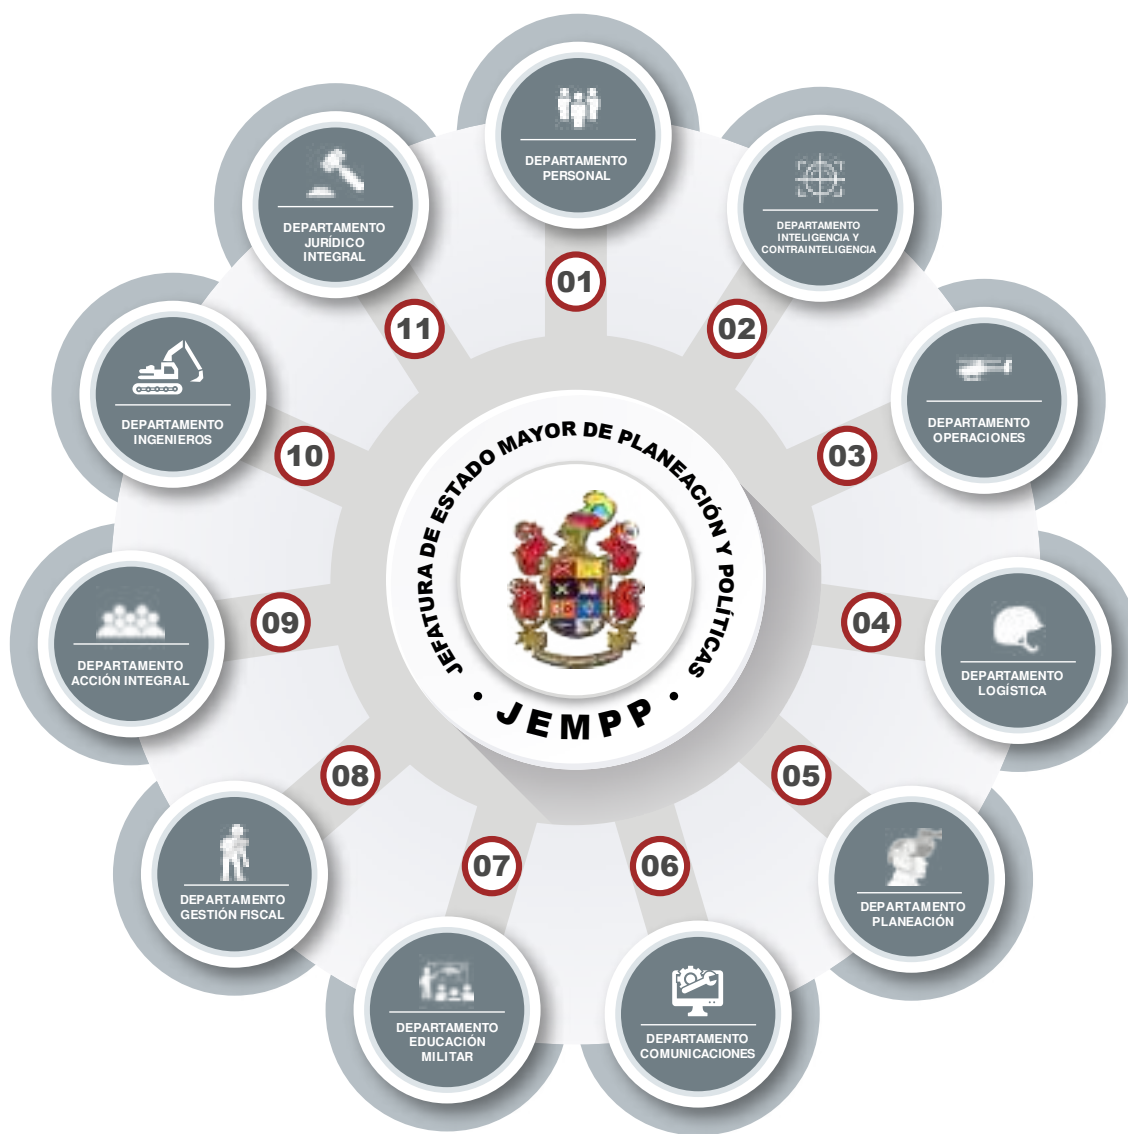 JEFATURA DE ESTADO MAYOR DE PLANEACIÓN Y POLÍTICAS
• JEMPP •
01
DEPARTAMENTO
PERSONAL
02
DEPARTAMENTO
INTELIGENCIA Y
CONTRAINTELIGENCIA
03
DEPARTAMENTO
OPERACIONES
04
DEPARTAMENTO
LOGÍSTICA
05
DEPARTAMENTO
PLANEACIÓN
06
DEPARTAMENTO
COMUNICACIONES
07
DEPARTAMENTO
EDUCACIÓN
MILITAR
08
DEPARTAMENTO
GESTIÓN FISCAL
09
DEPARTAMENTO
ACCIÓN INTEGRAL
10
DEPARTAMENTO
INGENIEROS
11
DEPARTAMENTO
JURÍDICO
INTEGRAL